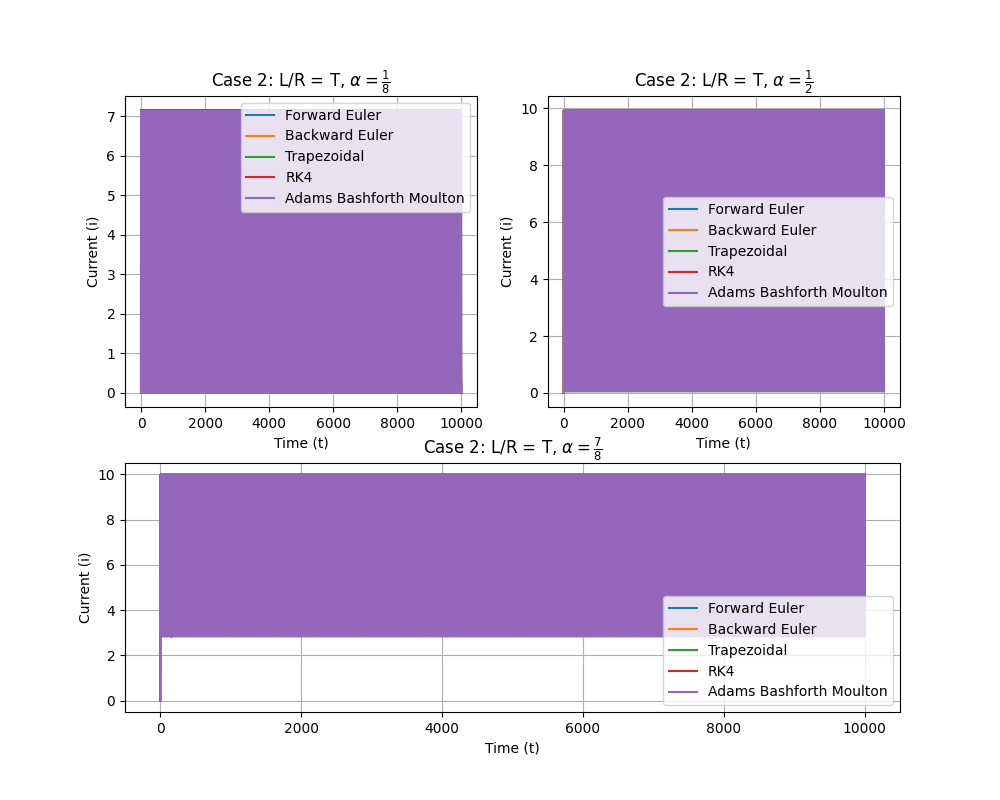 Case 2: L/R = T, α = 1/8
Current (i)
7
6
5
4
3
2
1
0
Forward Euler
Backward Euler
Trapezoidal
RK4
Adams Bashforth Moulton
0 2000 4000 6000 8000 10000
Time (t)
Case 2: L/R = T, α = 1/2
Current (i)
10
8
6
4
2
0
Forward Euler
Backward Euler
Trapezoidal
RK4
Adams Bashforth Moulton
0 2000 4000 6000 8000 10000
Time (t)
Case 2: L/R = T, α = 7/8
Current (i)
10
8
6
4
2
0
Forward Euler
Backward Euler
Trapezoidal
RK4
Adams Bashforth Moulton
0 2000 4000 6000 8000 10000
Time (t)